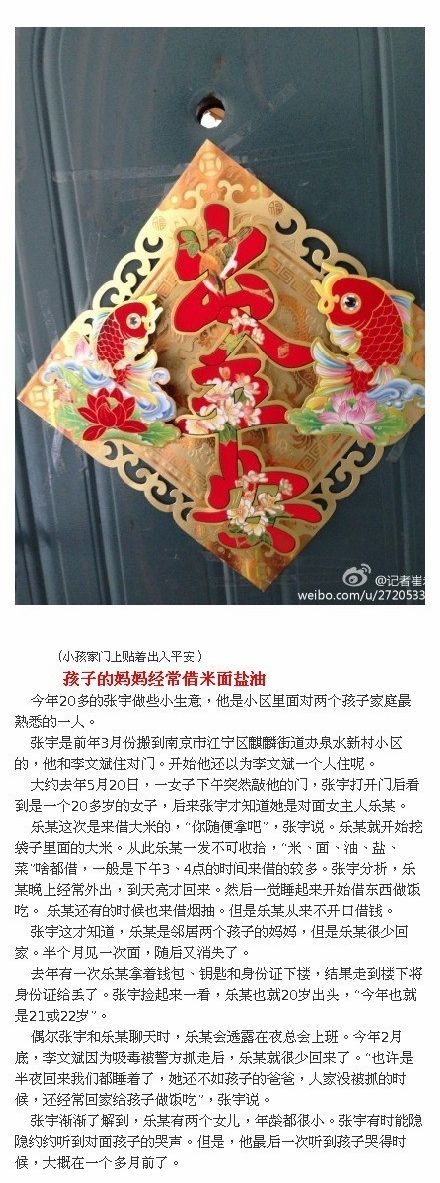 出入平安
@记者崔
weibo.com/u/2720533
(小孩家门上贴着出入平安)
孩子的妈妈经常借米面盐油
今年20多的张宇做些小生意，他是小区里面对两个孩子家庭最
熟悉的一人。
张宇是前年3月份搬到南京市江宁区麒麟街道办泉水新村小区
的，他和李文斌住对门。开始他还以为李文斌一个人住呢。
大约去年5月20日，一女子下午突然敲他的门，张宇打开门后看
到是一个20多岁的女子，后来张宇才知道她是对面女主人乐某。
乐某这次是来借大米的，“你随便拿吧”，张宇说。乐某就开始挖
袋子里面的大米。从此乐某一发不可收拾，“米、面、油、盐、
菜”啥都借，一般是下午3、4点的时间来借的较多。张宇分析，乐
某晚上经常外出，到天亮才回来。然后一觉睡起来开始借东西做饭
吃。 乐某还有的时候也来借烟抽。但是乐某从来不开口借钱。
张宇这才知道，乐某是邻居两个孩子的妈妈，但是乐某很少回
家。半个月见一次面，随后又消失了。
去年有一次乐某拿着钱包、钥匙和身份证下楼，结果走到楼下将
身份证给丢了。张宇捡起来一看，乐某也就20岁出头，“今年也就
是21或22岁”。
偶尔张宇和乐某聊天时，乐某会透露在夜总会上班。今年2月
底，李文斌因为吸毒被警方抓走后，乐某就很少回来了。“也许是
半夜回来我们都睡着了，她还不如孩子的爸爸，人家没被抓的时
候，还经常回家给孩子做饭吃”，张宇说。
张宇渐渐了解到，乐某有两个女儿，年龄都很小。张宇有时能隐
隐约约听到对面孩子的哭声。但是，他最后一次听到孩子哭得时
候，大概在一个多月前了。